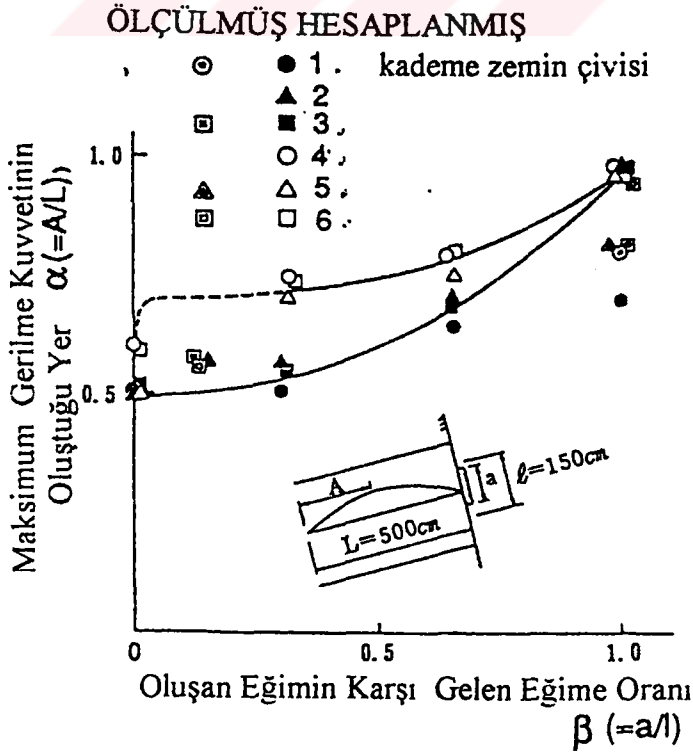 ÖLÇÜLMÜŞ HESAPLANMIŞ
1. kademe zemin çivisi
2
3
4
5
6
Maksimum Gerilme Kuvvetinin
Oluştuğu Yer α(=A/L)
1.0
0.5
A
L=500cm
a
ℓ=150cm
0
0.5
1.0
Oluşan Eğimin Karşı Gelen Eğime Oranı
β (=a/l)